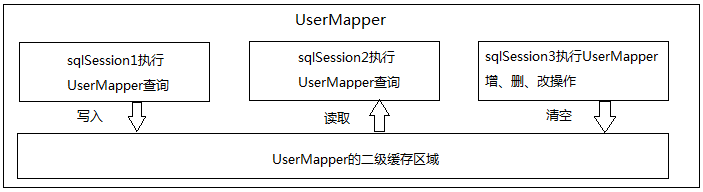 UserMapper
sqlSession1执行
UserMapper查询
sqlSession2执行
UserMapper查询
sqlSession3执行UserMapper
增、删、改操作
写入
读取
清空
UserMapper的二级缓存区域